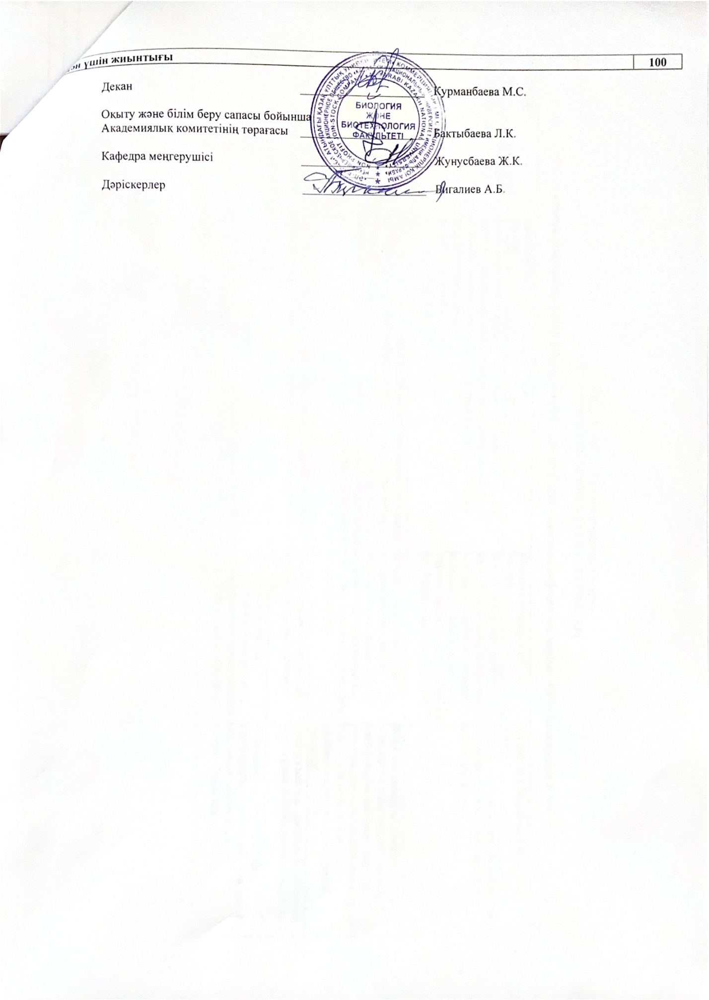 үшін жиынтығы 100
Декан Курманбаева М.С.
Оқыту және білім беру сапасы бойынша
Академиялық комитетінің төрағасы Бактыбаева Л.К.
Кафедра меңгерушісі Жунусбаева Ж.К.
Дәріскерлер Бигалиев А.Б.
БИОЛОГИЯ
ЖӘНЕ
БИОТЕХНОЛОГИЯ
ФАКУЛЬТЕТІ